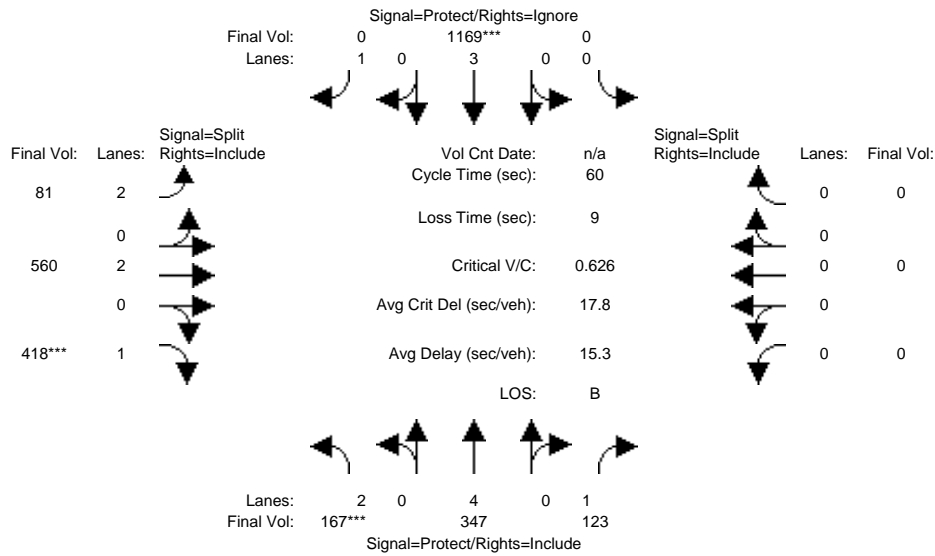 Signal=Protect/Rights=Ignore
Final Vol: 0 1169*** 0
Lanes: 1 0 3 0 0
Signal=Split Signal=Split
Final Vol: Lanes: Rights=Include Vol Cnt Date: n/a Rights=Include Lanes: Final Vol:
Cycle Time (sec): 60
81 2 0 0
Loss Time (sec): 9
0 0
560 2 Critical V/C: 0.626 0 0
0 Avg Crit Del (sec/veh): 17.8 0
418*** 1 Avg Delay (sec/veh): 15.3 0 0
LOS: B
Lanes: 2 0 4 0 1
Final Vol: 167*** 347 123
Signal=Protect/Rights=Include